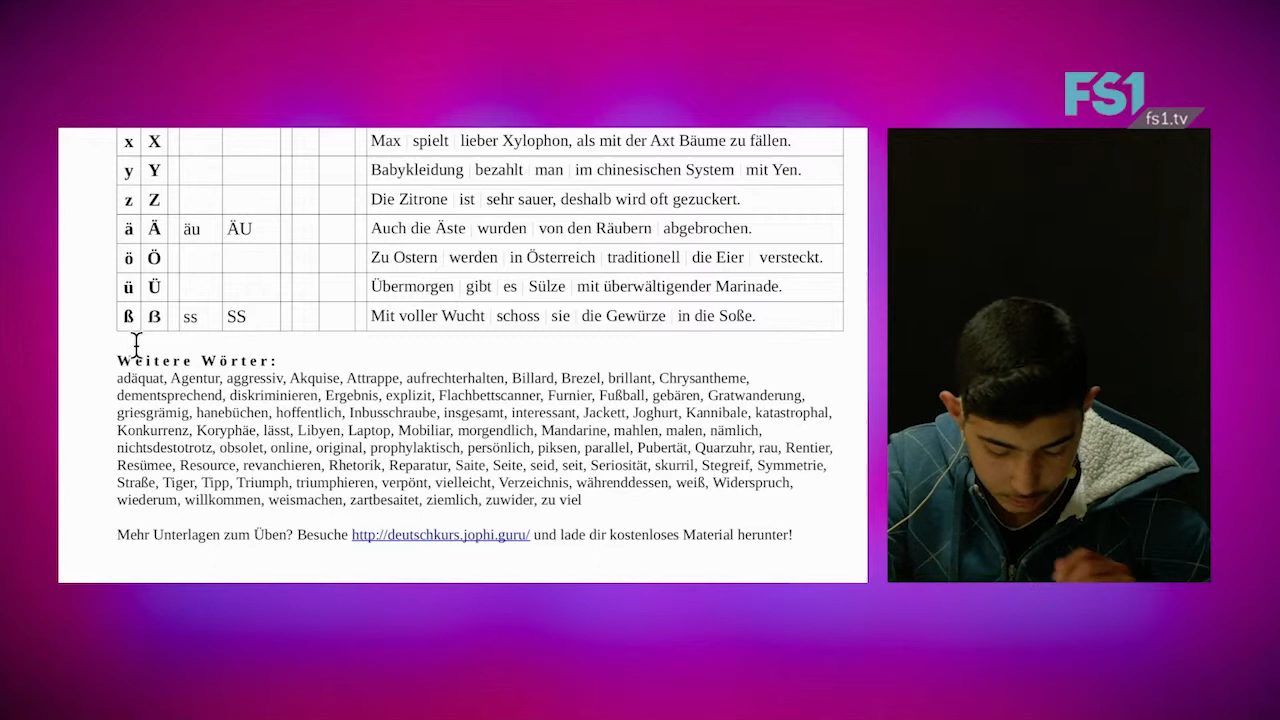 FS1
fs1.tv
x X Max spielt lieber Xylophon, als mit der Axt Bäume zu fällen.
y Y Babykleidung bezahlt man im chinesischen System mit Yen.
z Z Die Zitrone ist sehr sauer, deshalb wird oft gezuckert.
ä Ä äu ÄU Auch die Äste wurden von den Räubern abgebrochen.
ö Ö Zu Ostern werden in Österreich traditionell die Eier versteckt.
ü Ü Übermorgen gibt es Sülze mit überwältigender Marinade.
ß ẞ ss SS Mit voller Wucht schoss sie die Gewürze in die Soße.
Weitere Wörter:
adäquat, Agentur, aggressiv, Akquise, Attrappe, aufrechterhalten, Billard, Brezel, brillant, Chrysantheme,
dementsprechend, diskriminieren, Ergebnis, explizit, Flachbettscanner, Furnier, Fußball, gebären, Gratwanderung,
griesgrämig, hanebüchen, hoffentlich, Inbusschraube, insgesamt, interessant, Jackett, Joghurt, Kannibale, katastrophal,
Konkurrenz, Koryphäe, lässt, Libyen, Laptop, Mobiliar, morgendlich, Mandarine, mahlen, malen, nämlich,
nichtsdestotrotz, obsolet, online, original, prophylaktisch, persönlich, piksen, parallel, Pubertät, Quarzuhr, rau, Rentier,
Resümee, Resource, revanchieren, Rhetorik, Reparatur, Saite, Seite, seid, seit, Seriosität, skurril, Stegreif, Symmetrie,
Straße, Tiger, Tipp, Triumph, triumphieren, verpönt, vielleicht, Verzeichnis, währenddessen, weiß, Widerspruch,
wiederum, willkommen, weismachen, zartbesaitet, ziemlich, zuwider, zu viel
Mehr Unterlagen zum Üben? Besuche http://deutschkurs.jophi.guru/ und lade dir kostenloses Material herunter!